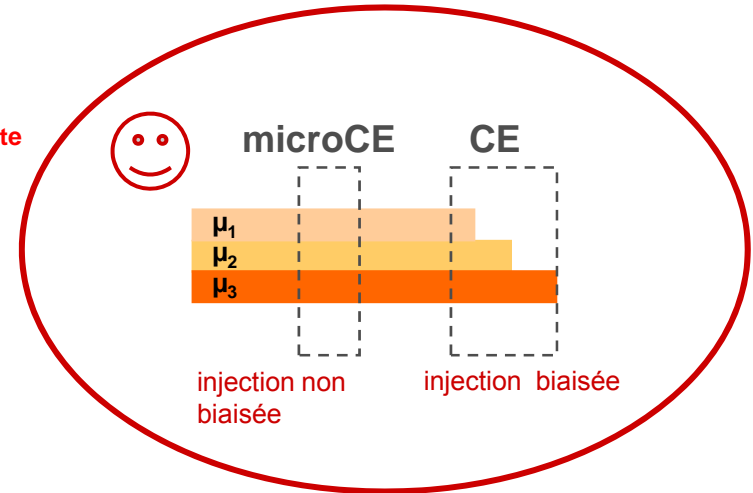 te
microCE CE
µ1
µ2
µ3
injection non
biaisée
injection biaisée